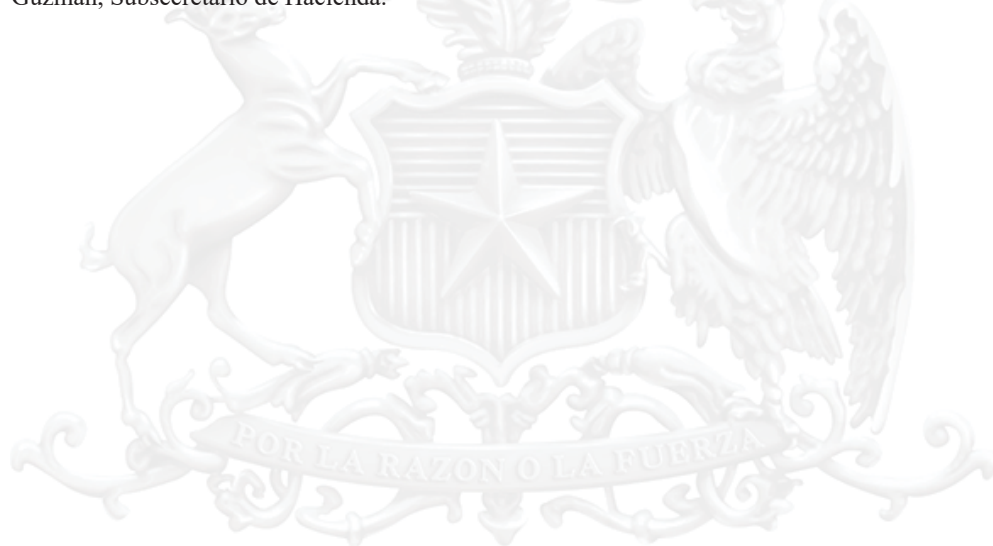 Guzmán, Subsecretario de Hacienda.
POR LA RAZON O LA FUERZA